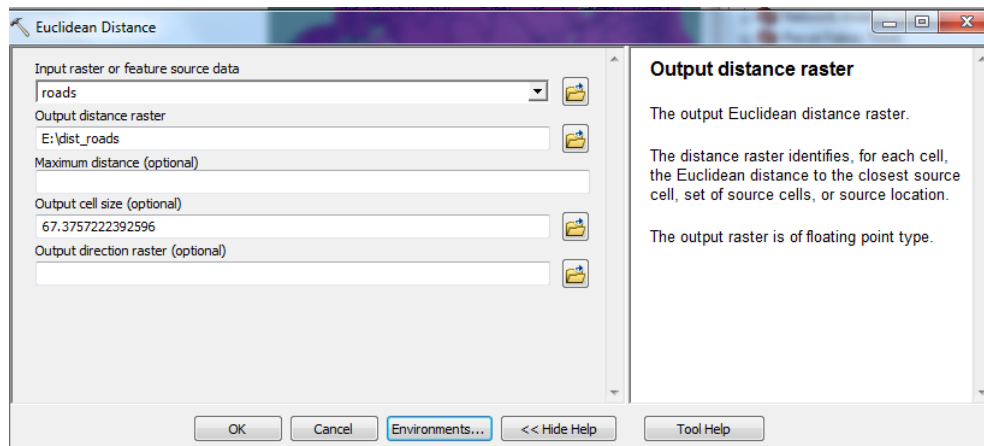 Euclidean Distance
Input raster or feature source data
roads
Output distance raster
E:\dist_roads
Maximum distance (optional)
Output cell size (optional)
67.3757222392596
Output direction raster (optional)
OK
Cancel
Environments...
<< Hide Help
Tool Help
Output distance raster
The output Euclidean distance raster.
The distance raster identifies, for each cell,
the Euclidean distance to the closest source
cell, set of source cells, or source location.
The output raster is of floating point type.